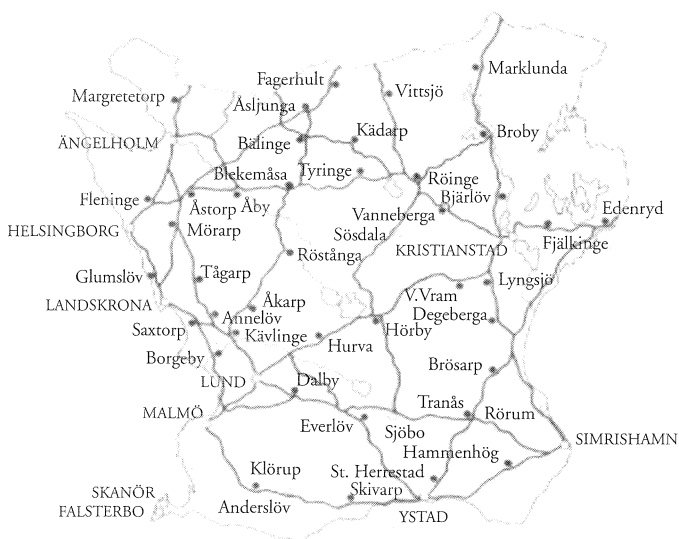 Marklunda
Fagerhult
Vittsjö
Margretetorp
Åsljunga
Kädarp
Broby
ÄNGELHOLM
Bälinge
Blekemåsa
Tyringe
Röinge
Bjärlöv
Fleninge
Åstorp
Åby
Vanneberga
Edenryd
HELSINGBORG
Mörarp
Sösdala
KRISTIANSTAD
Fjälkinge
Röstånga
Glumslöv
Tågarp
Lyngsjö
V.Vram
LANDSKRONA
Åkarp
Annelöv
Degeberga
Saxtorp
Kävlinge
Hörby
Hurva
Borgeby
Brösarp
LUND
Dalby
MALMÖ
Tranås
Rörum
Everlöv
Sjöbo
SIMRISHAMN
Hammenhög
Klörup
St. Herrestad
SKANÖR
Skivarp
FALSTERBO
Anderslöv
YSTAD